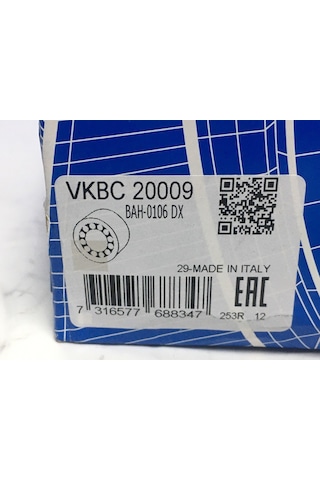 VKBC 20009
BAH-0106 DX
29-MADE IN ITALY
EAC
7 316577 688347
253R 12